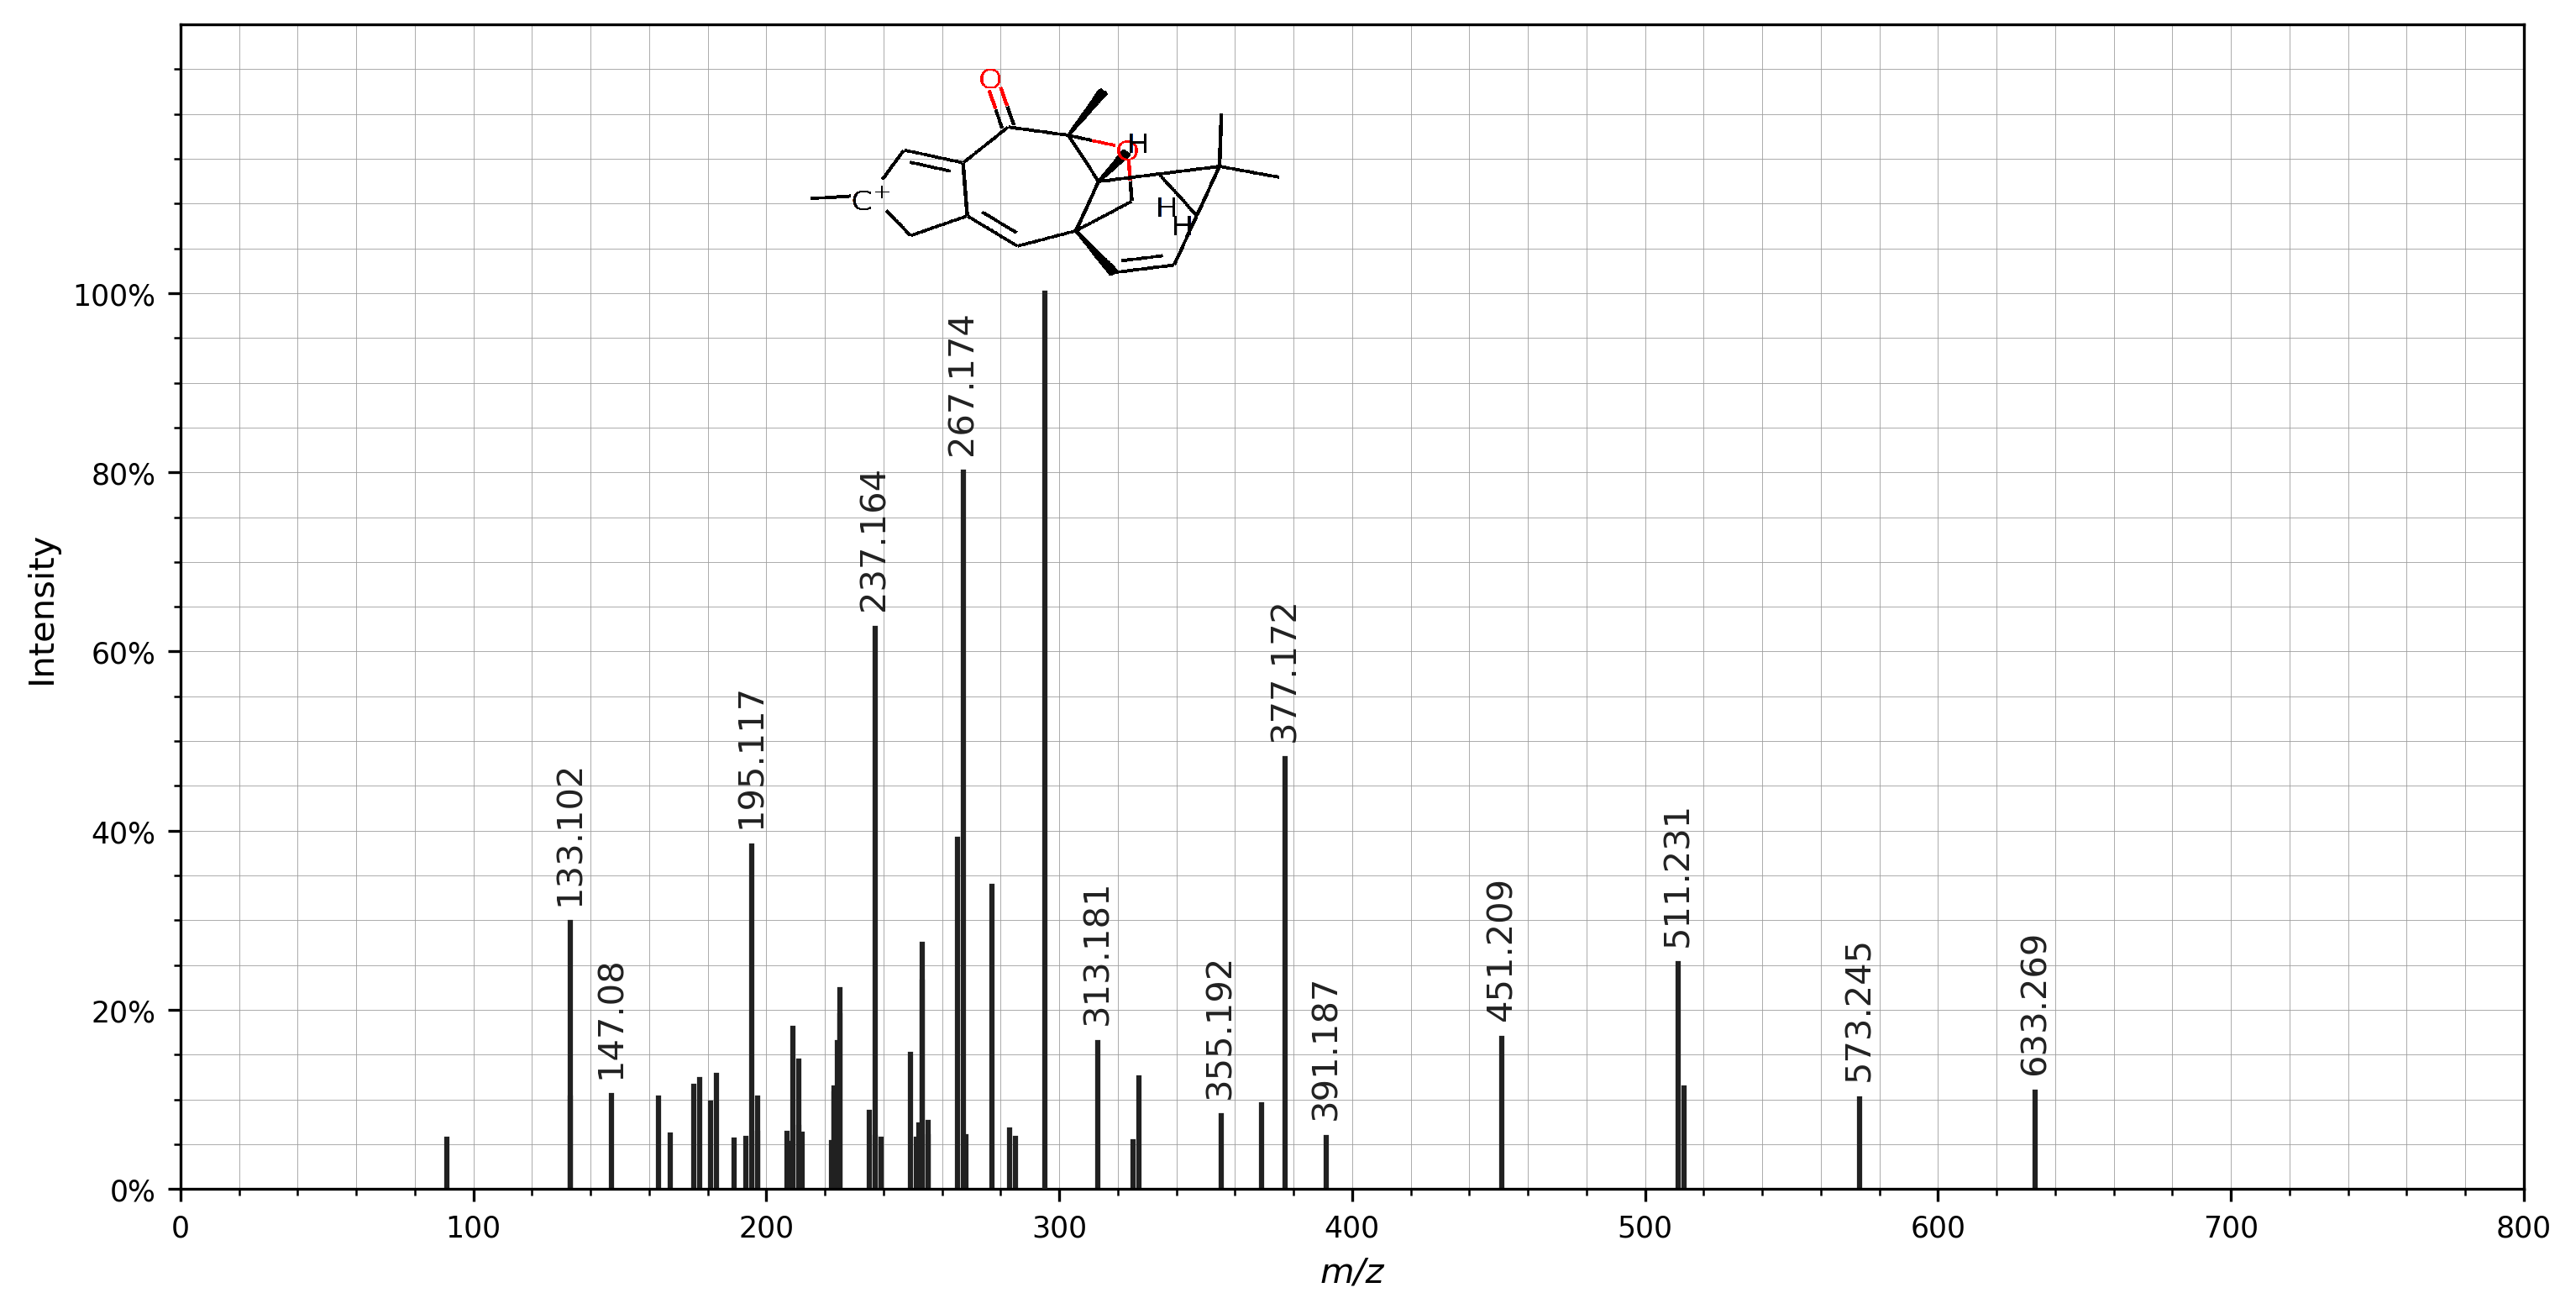 O
H
O
C+
H
H
100%
80%
60%
40%
20%
0%
Intensity
133.102
147.08
195.117
237.164
267.174
313.181
355.192
377.172
391.187
451.209
511.231
573.245
633.269
0 100 200 300 400 500 600 700 800
m/z